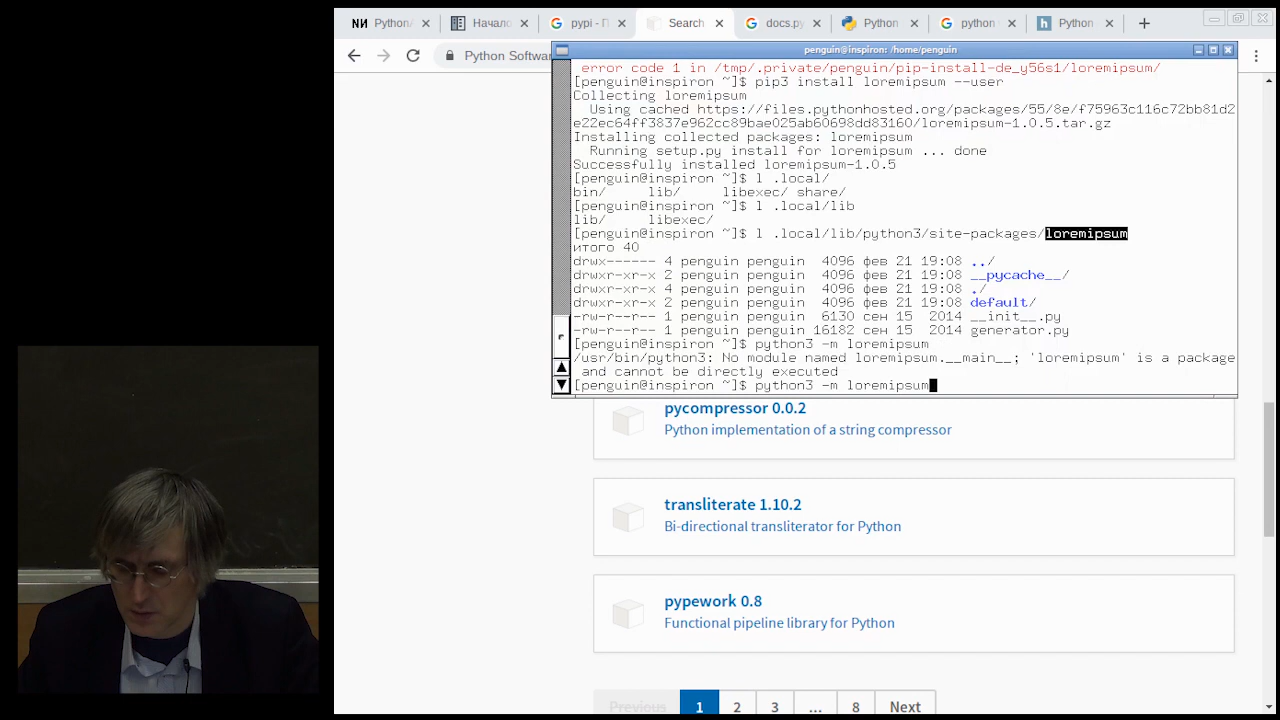 PythonA
Начало
pypi - П
Search
docs.py
Python
python
Python
Python Softwa
penguin@inspiron: /home/penguin
error code 1 in /tmp/.private/penguin/pip-install-de_y56s1/loremipsum/
[penguin@inspiron ~]$ pip3 install loremipsum --user
Collecting loremipsum
Using cached https://files.pythonhosted.org/packages/55/8e/f75963c116c72bb81d2
e22ec64ff3837e962cc89bae025ab60698dd83160/loremipsum-1.0.5.tar.gz
Installing collected packages: loremipsum
Running setup.py install for loremipsum ... done
Successfully installed loremipsum-1.0.5
[penguin@inspiron ~]$ l .local/
bin/ lib/ libexec/ share/
[penguin@inspiron ~]$ l .local/lib
lib/ libexec/
[penguin@inspiron ~]$ l .local/lib/python3/site-packages/loremipsum
итого 40
drwx------ 4 penguin penguin 4096 фев 21 19:08 ../
drwxr-xr-x 2 penguin penguin 4096 фев 21 19:08 __pycache__/
drwxr-xr-x 4 penguin penguin 4096 фев 21 19:08 ./
drwxr-xr-x 2 penguin penguin 4096 фев 21 19:08 default/
-rw-r--r-- 1 penguin penguin 6130 сен 15 2014 __init__.py
-rw-r--r-- 1 penguin penguin 16182 сен 15 2014 generator.py
[penguin@inspiron ~]$ python3 -m loremipsum
/usr/bin/python3: No module named loremipsum.__main__; 'loremipsum' is a package
and cannot be directly executed
[penguin@inspiron ~]$ python3 -m loremipsum
pycompressor 0.0.2
Python implementation of a string compressor
transliterate 1.10.2
Bi-directional transliterator for Python
pypework 0.8
Functional pipeline library for Python
Previous 1 2 3 ... 8 Next